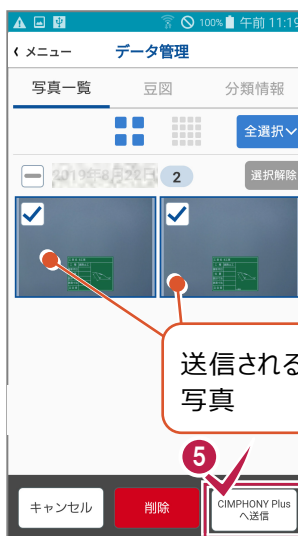 100% 午前 11:19
メニュー データ管理
写真一覧 豆図 分類情報
全選択
2 選択解除
送信される
写真
5
キャンセル 削除 CIMPHONY Plus
へ送信